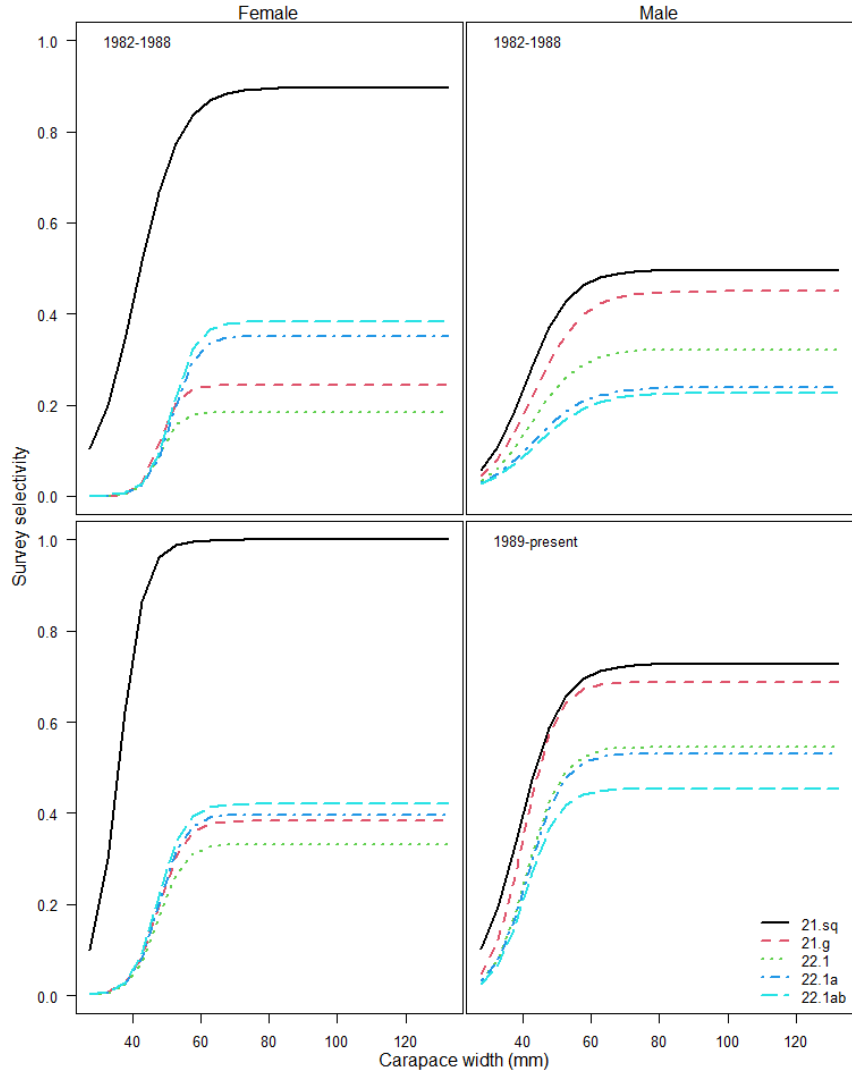 Female
Male
1982-1988
1982-1988
1.0
0.8
0.6
0.4
0.2
0.0
Survey selectivity
1989-present
1.0
0.8
0.6
0.4
0.2
0.0
21.sq
21.g
22.1
22.1a
22.1ab
40 60 80 100 120
40 60 80 100 120
Carapace width (mm)